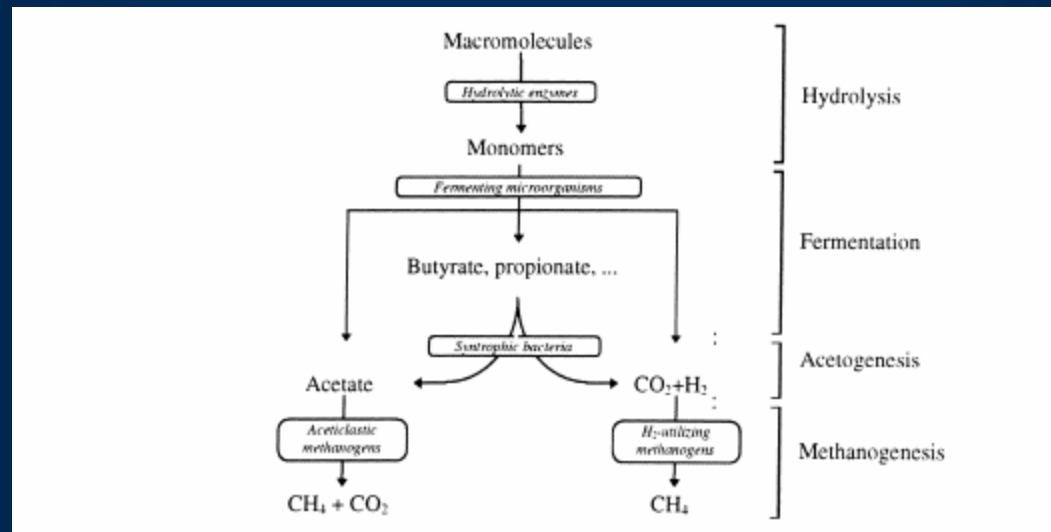 Macromolecules
Hydrolytic enzymes
Hydrolysis
Monomers
Fermenting microorganisms
Fermentation
Butyrate, propionate, ...
Syntrophic bacteria
Acetogenesis
Acetate
CO₂+H₂
Aceticlastic
methanogens
H₂-utilizing
methanogens
Methanogenesis
CH₄ + CO₂
CH₄